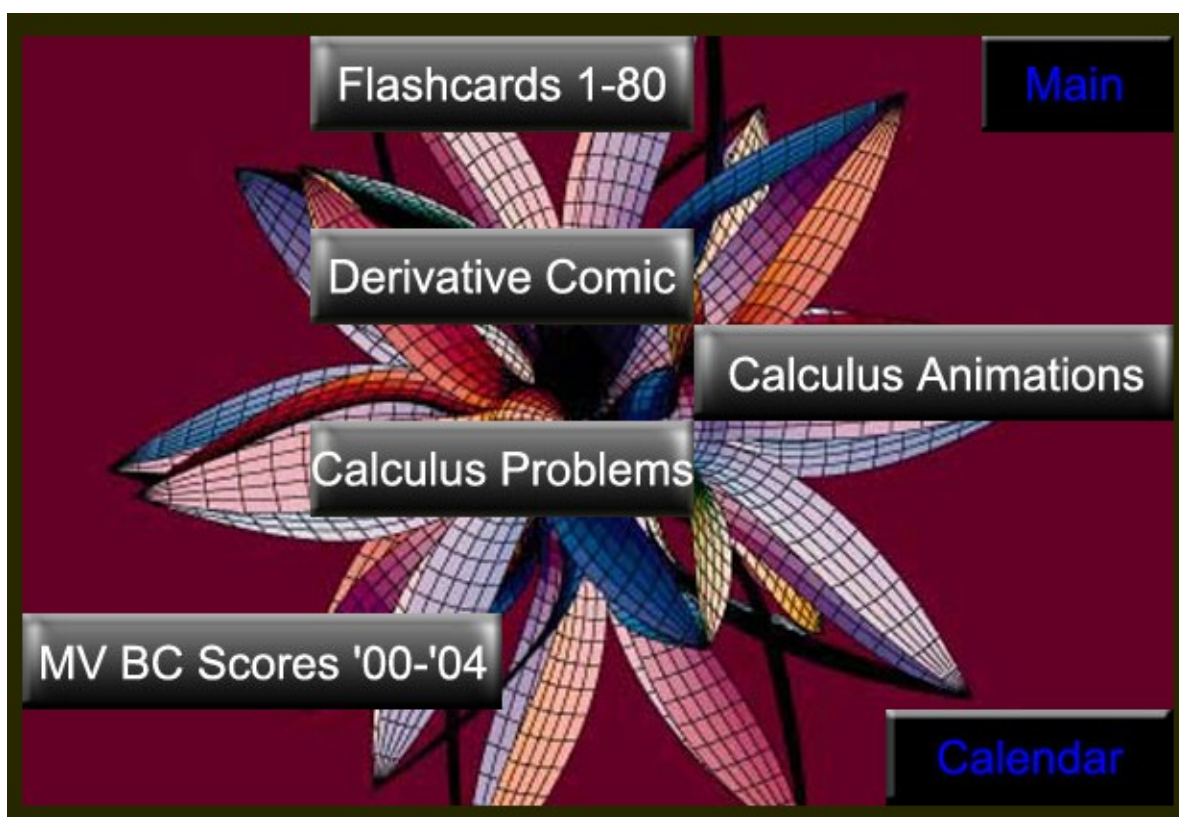 Flashcards 1-80
Main
Derivative Comic
Calculus Animations
Calculus Problems
MV BC Scores '00-'04
Calendar